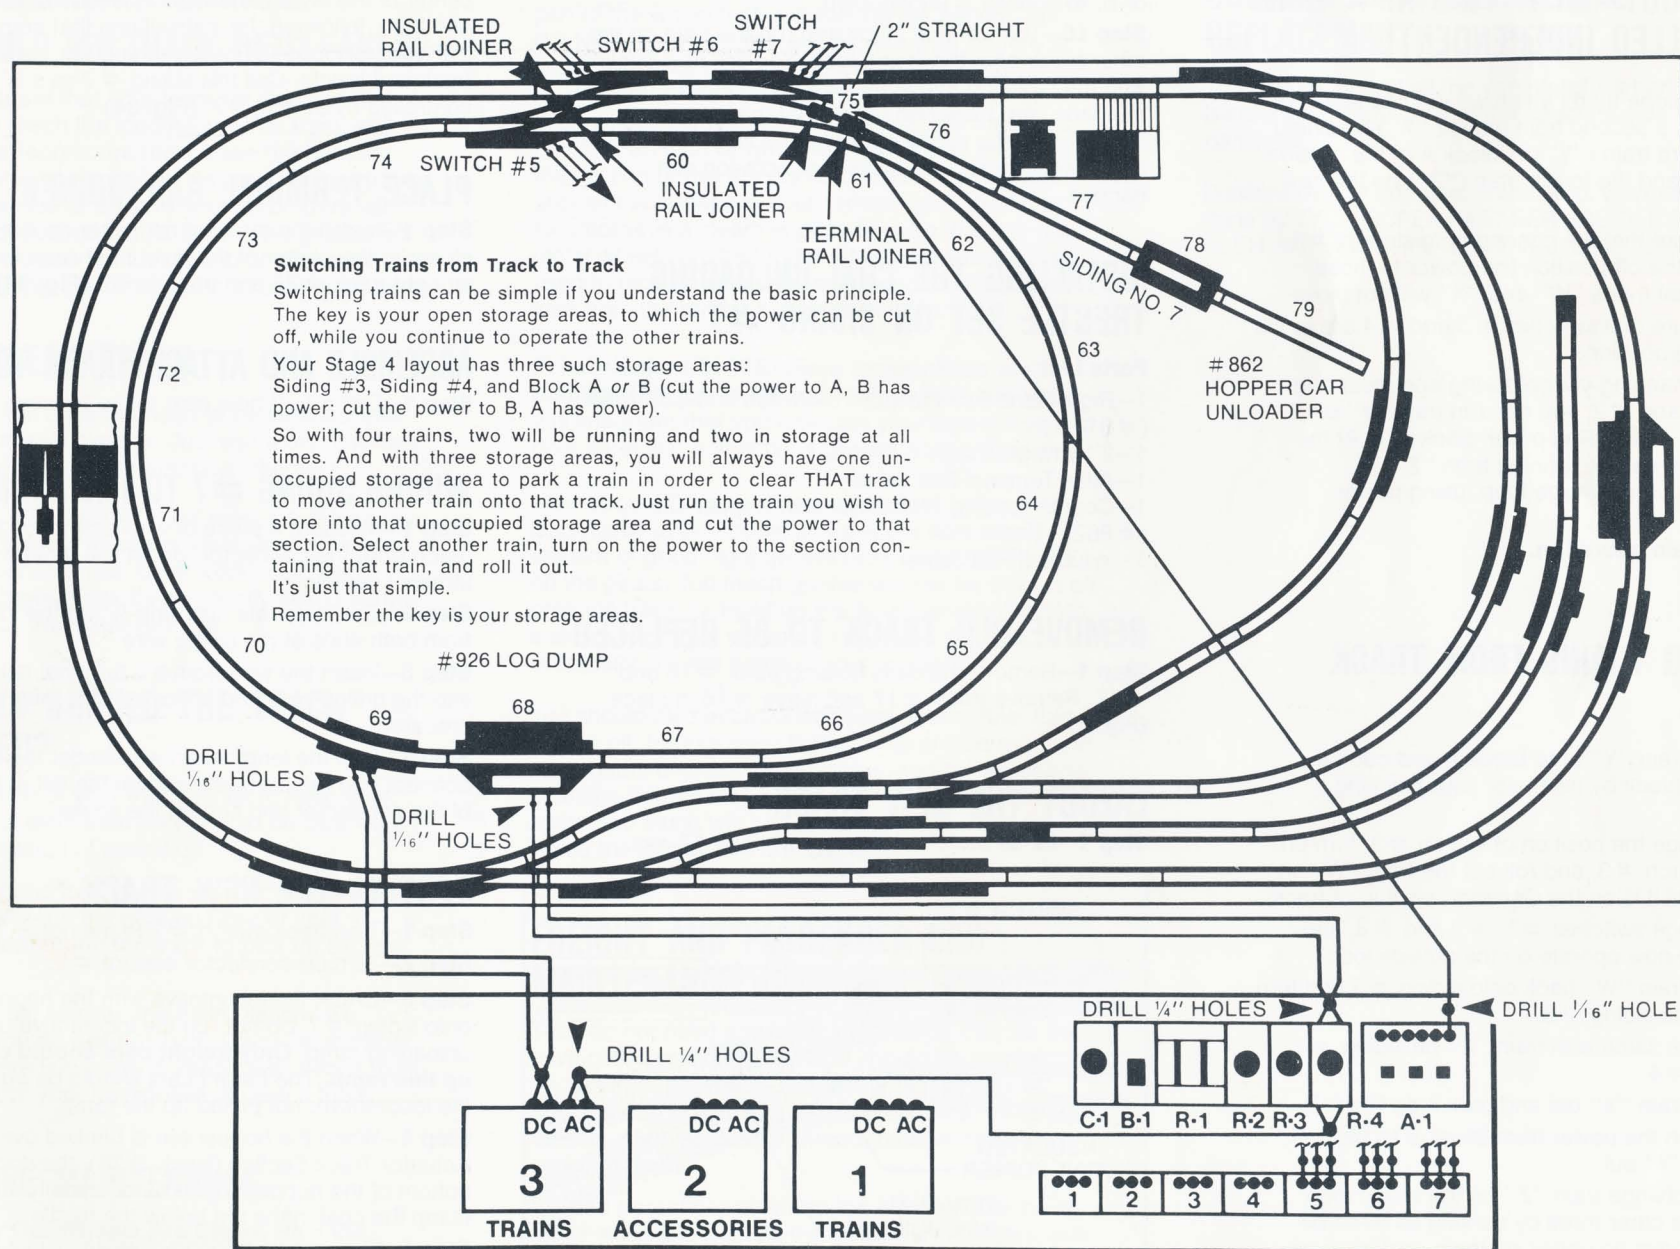 INSULATED
RAIL JOINER
SWITCH #6
SWITCH
#7
2" STRAIGHT
75
76
74
SWITCH #5
60
61
INSULATED
RAIL JOINER
77
73
62
TERMINAL
RAIL JOINER
78
SIDING NO. 7
79
Switching Trains from Track to Track
Switching trains can be simple if you understand the basic principle.
The key is your open storage areas, to which the power can be cut
off, while you continue to operate the other trains.
Your Stage 4 layout has three such storage areas:
Siding #3, Siding #4, and Block A or B (cut the power to A, B has
power; cut the power to B, A has power).
So with four trains, two will be running and two in storage at all
times. And with three storage areas, you will always have one un-
occupied storage area to park a train in order to clear THAT track
to move another train onto that track. Just run the train you wish to
store into that unoccupied storage area and cut the power to that
section. Select another train, turn on the power to the section con-
taining that train, and roll it out.
It's just that simple.
Remember the key is your storage areas.
63
72
#862
HOPPER CAR
UNLOADER
71
64
70
65
#926 LOG DUMP
69
68
67
66
DRILL
1/16" HOLES
DRILL
1/16" HOLES
DRILL 1/4" HOLES
DRILL 1/16" HOLE
DRILL 1/4" HOLES
C-1 B-1 R-1 R-2 R-3 R-4 A-1
DC AC
DC AC
DC AC
3
2
1
1 2 3 4 5 6 7
TRAINS
ACCESSORIES
TRAINS